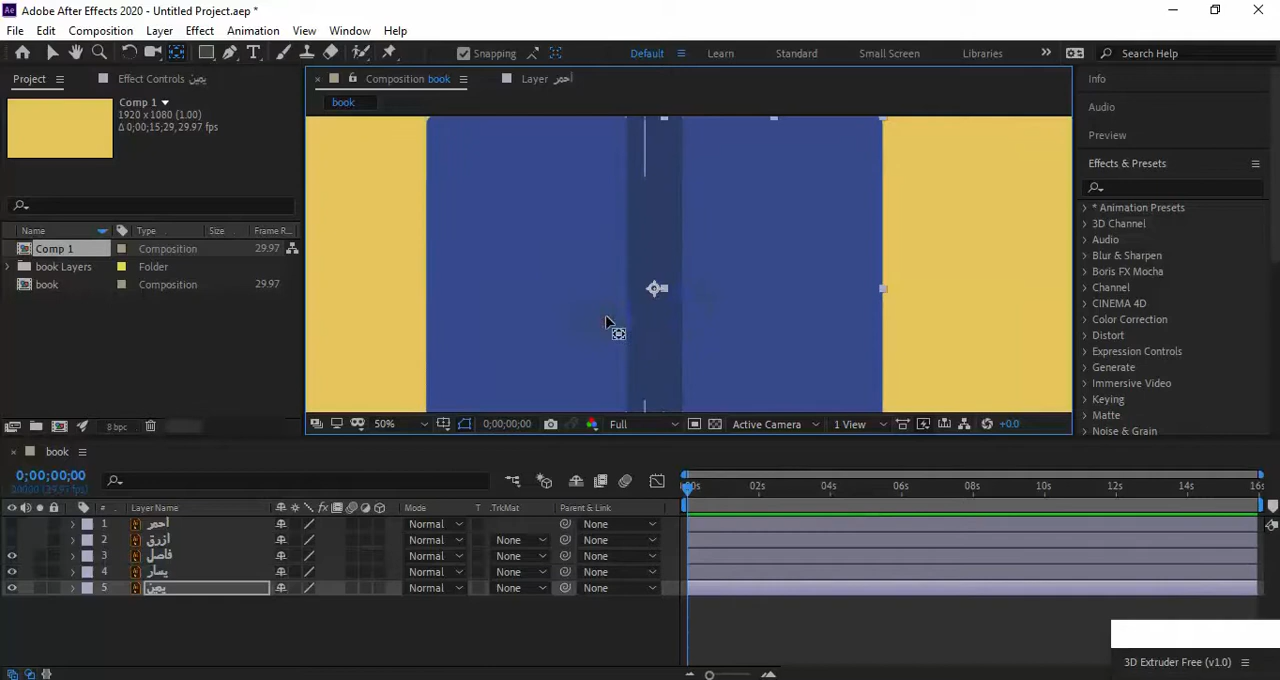 Adobe After Effects 2020 - Untitled Project.aep *
File Edit Composition Layer Effect Animation View Window Help
Snapping Default Learn Standard Small Screen Libraries Search Help
Project Effect Controls يمين Composition book Layer أحمر Info
Comp 1
1920 x 1080 (1.00)
Δ 0;00;15;29, 29.97 fps
book
Audio
Preview
Effects & Presets
* Animation Presets
3D Channel
Audio
Blur & Sharpen
Boris FX Mocha
Channel
CINEMA 4D
Color Correction
Distort
Expression Controls
Generate
Immersive Video
Keying
Matte
Noise & Grain
Name Type Size Frame R...
Comp 1 Composition 29.97
book Layers Folder
book Composition 29.97
8 bpc
50% 0;00;00;00 Full Active Camera 1 View +0.0
book
0;00;00;00
00000 (29.97 fps)
02s 04s 06s 08s 10s 12s 14s 16s
# Layer Name Mode T .TrkMat Parent & Link
1 أحمر Normal None
2 ازرق Normal None None
3 فاصل Normal None None
4 يسار Normal None None
5 يمين Normal None None
3D Extruder Free (v1.0)